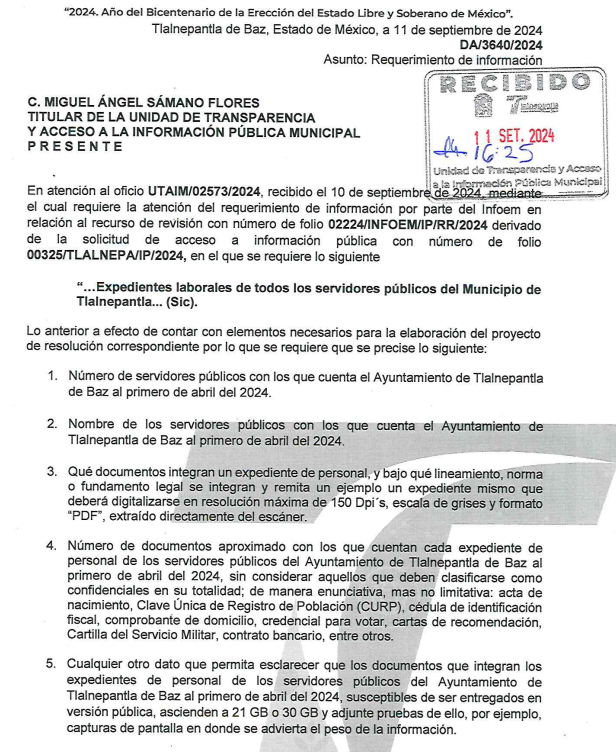 “2024. Año del Bicentenario de la Erección del Estado Libre y Soberano de México”.
Tlalnepantla de Baz, Estado de México, a 11 de septiembre de 2024
DA/3640/2024
Asunto: Requerimiento de información
RECIBIDO
Tlalnepantla
11 SET. 2024
16:25
Unidad de Transparencia y Acceso
a la Información Pública Municipal
C. MIGUEL ÁNGEL SÁMANO FLORES
TITULAR DE LA UNIDAD DE TRANSPARENCIA
Y ACCESO A LA INFORMACIÓN PÚBLICA MUNICIPAL
P R E S E N T E
En atención al oficio UTAIM/02573/2024, recibido el 10 de septiembre de 2024, mediante
el cual requiere la atención del requerimiento de información por parte del Infoem en
relación al recurso de revisión con número de folio 02224/INFOEM/IP/RR/2024 derivado
de la solicitud de acceso a información pública con número de folio
00325/TLALNEPA/IP/2024, en el que se requiere lo siguiente
“...Expedientes laborales de todos los servidores públicos del Municipio de
Tlalnepantla... (Sic).
Lo anterior a efecto de contar con elementos necesarios para la elaboración del proyecto
de resolución correspondiente por lo que se requiere que se precise lo siguiente:
1. Número de servidores públicos con los que cuenta el Ayuntamiento de Tlalnepantla
de Baz al primero de abril del 2024.
2. Nombre de los servidores públicos con los que cuenta el Ayuntamiento de
Tlalnepantla de Baz al primero de abril del 2024.
3. Qué documentos integran un expediente de personal, y bajo qué lineamiento, norma
o fundamento legal se integran y remita un ejemplo un expediente mismo que
deberá digitalizarse en resolución máxima de 150 Dpi´s, escala de grises y formato
“PDF”, extraído directamente del escáner.
4. Número de documentos aproximado con los que cuentan cada expediente de
personal de los servidores públicos del Ayuntamiento de Tlalnepantla de Baz al
primero de abril del 2024, sin considerar aquellos que deben clasificarse como
confidenciales en su totalidad; de manera enunciativa, mas no limitativa: acta de
nacimiento, Clave Única de Registro de Población (CURP), cédula de identificación
fiscal, comprobante de domicilio, credencial para votar, cartas de recomendación,
Cartilla del Servicio Militar, contrato bancario, entre otros.
5. Cualquier otro dato que permita esclarecer que los documentos que integran los
expedientes de personal de los servidores públicos del Ayuntamiento de
Tlalnepantla de Baz al primero de abril del 2024, susceptibles de ser entregados en
versión pública, ascienden a 21 GB o 30 GB y adjunte pruebas de ello, por ejemplo,
capturas de pantalla en donde se advierta el peso de la información.